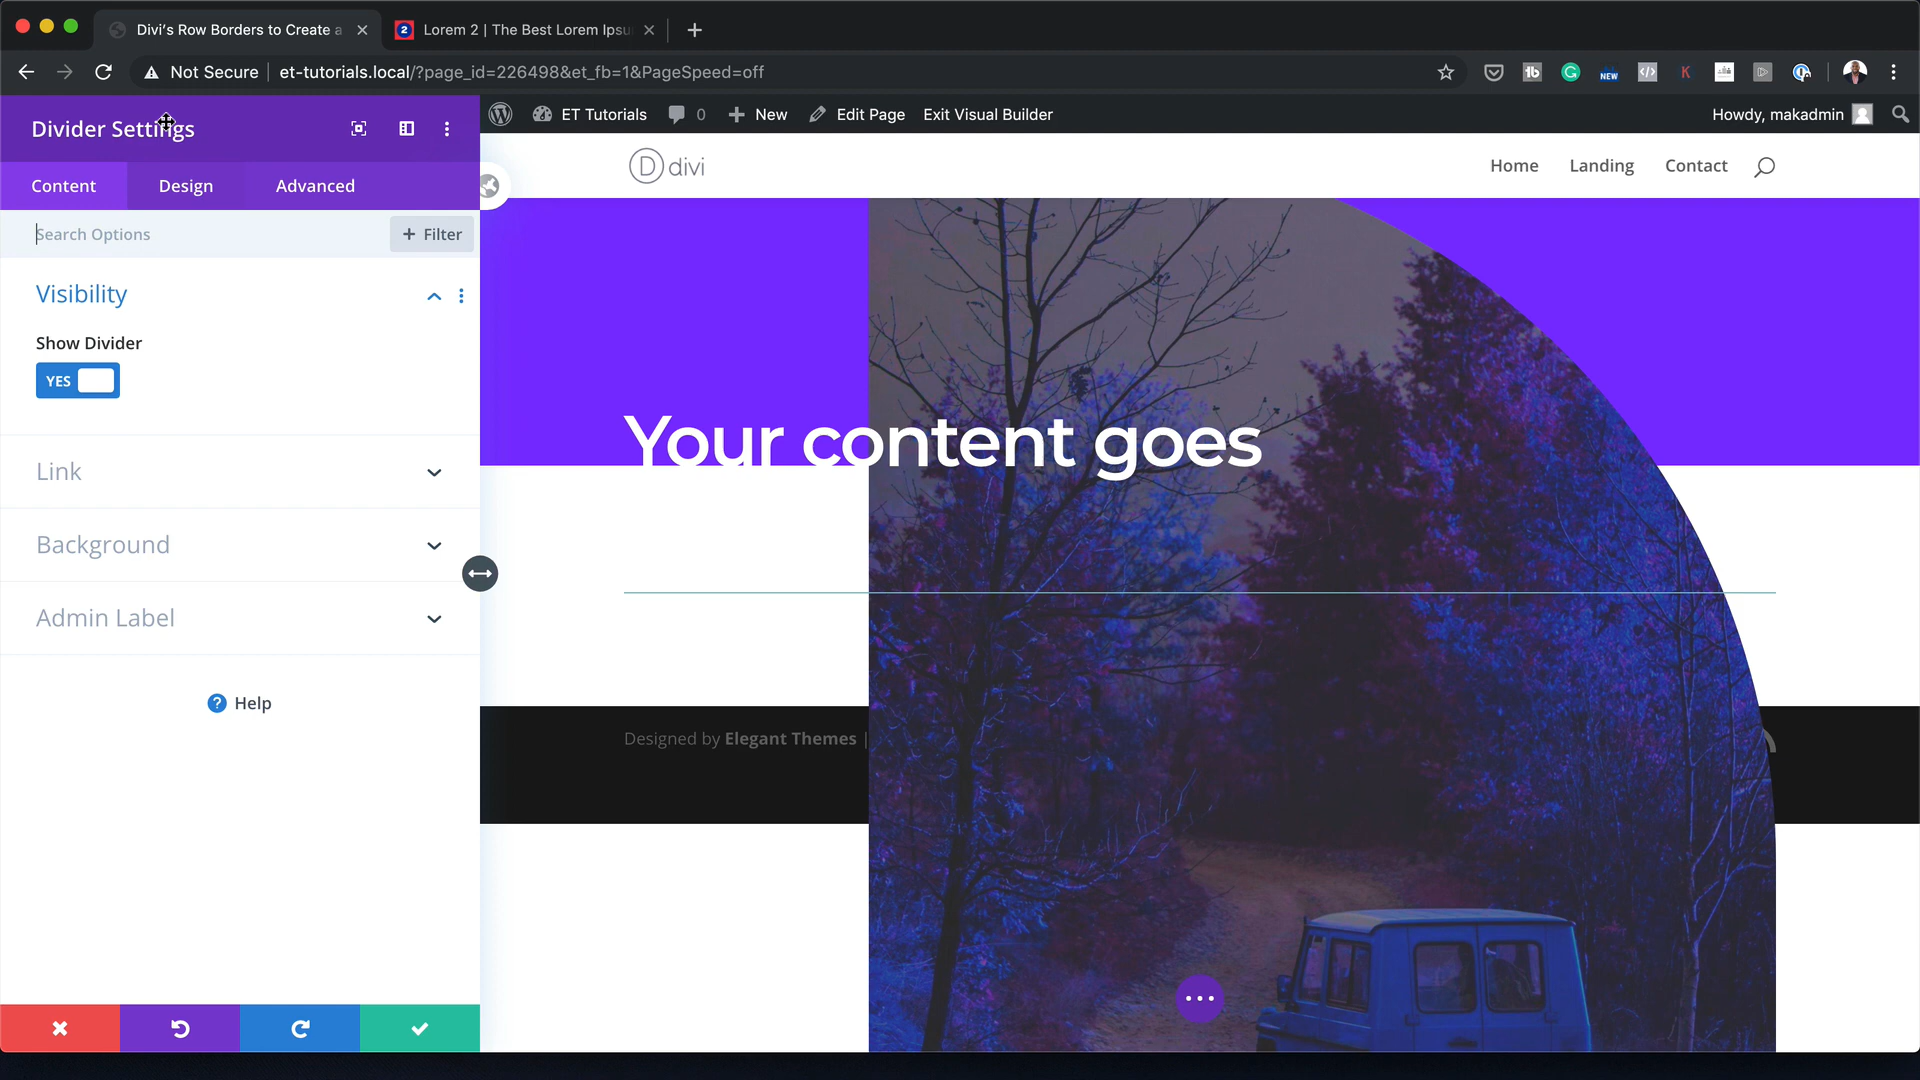 Divi's Row Borders to Create a
Lorem 2 | The Best Lorem Ipsu
Not Secure
et-tutorials.local/?page_id=226498&et_fb=1&PageSpeed=off
NEW
Divider Settings
ET Tutorials
0
New
Edit Page
Exit Visual Builder
Howdy, makadmin
Content
Design
Advanced
D divi
Home
Landing
Contact
Search Options
+ Filter
Visibility
Show Divider
YES
Link
Background
Admin Label
Help
Your content goes
Designed by Elegant Themes |